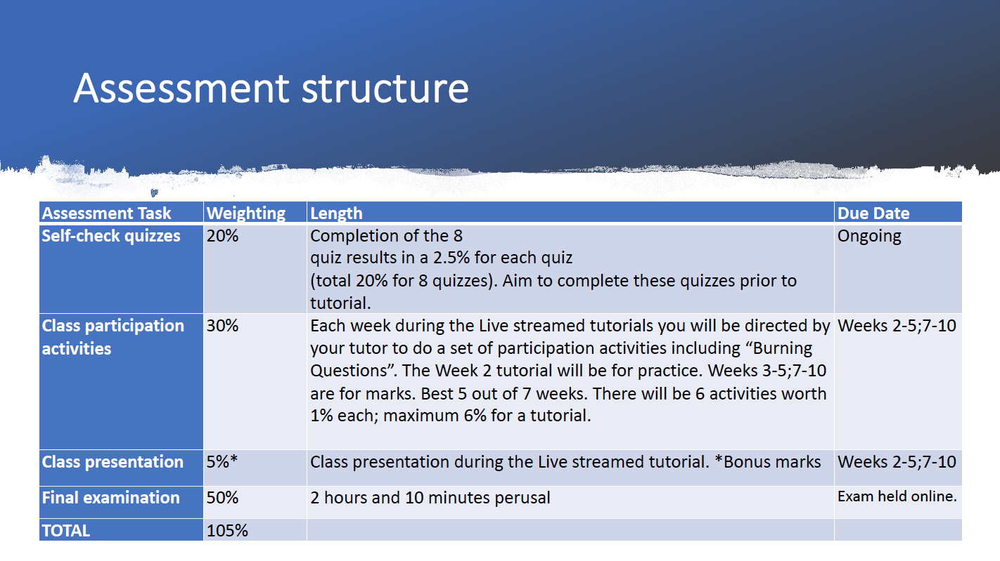 Assessment structure
Assessment Task Weighting Length Due Date
Self-check quizzes 20% Completion of the 8 Ongoing
quiz results in a 2.5% for each quiz
(total 20% for 8 quizzes). Aim to complete these quizzes prior to
tutorial.
Class participation 30% Each week during the Live streamed tutorials you will be directed by Weeks 2-5;7-10
activities your tutor to do a set of participation activities including “Burning
Questions”. The Week 2 tutorial will be for practice. Weeks 3-5;7-10
are for marks. Best 5 out of 7 weeks. There will be 6 activities worth
1% each; maximum 6% for a tutorial.
Class presentation 5%* Class presentation during the Live streamed tutorial. *Bonus marks Weeks 2-5;7-10
Final examination 50% 2 hours and 10 minutes perusal Exam held online.
TOTAL 105%